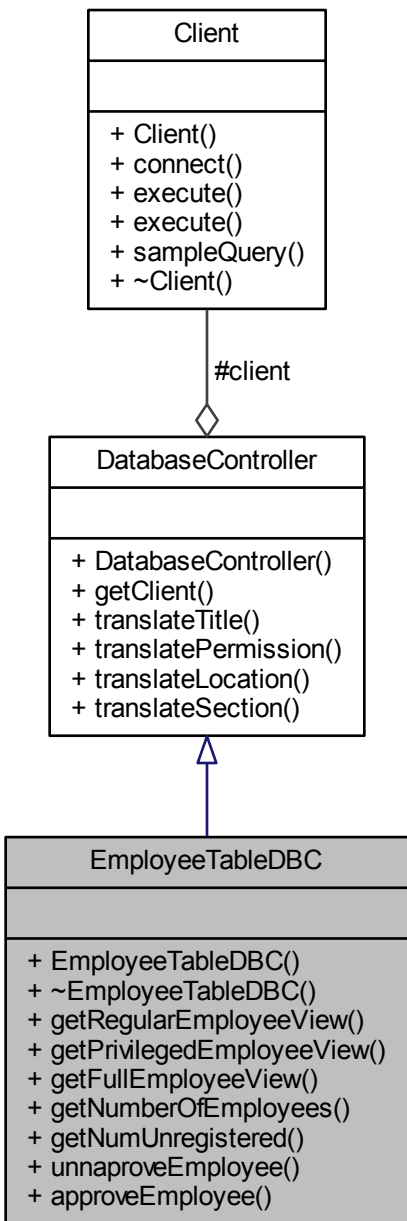 Client
+ Client()
+ connect()
+ execute()
+ execute()
+ sampleQuery()
+ ~Client()
#client
DatabaseController
+ DatabaseController()
+ getClient()
+ translateTitle()
+ translatePermission()
+ translateLocation()
+ translateSection()
EmployeeTableDBC
+ EmployeeTableDBC()
+ ~EmployeeTableDBC()
+ getRegularEmployeeView()
+ getPrivilegedEmployeeView()
+ getFullEmployeeView()
+ getNumberOfEmployees()
+ getNumUnregistered()
+ unnaproveEmployee()
+ approveEmployee()